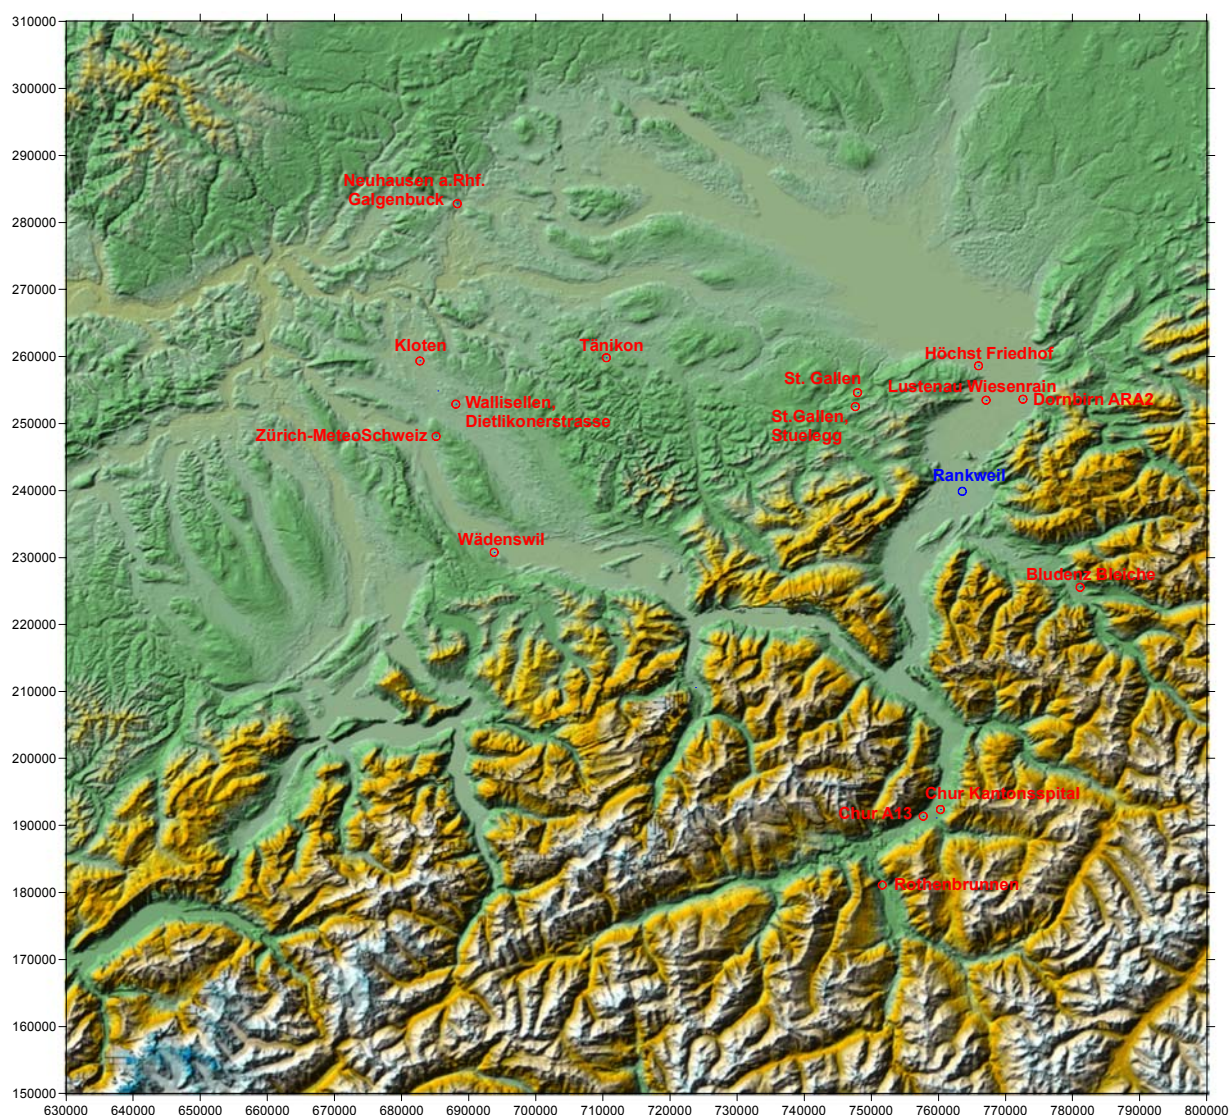 310000
300000
290000
Neuhausen a.Rhf.
Galgenbuck
280000
270000
260000
Kloten
Tänikon
Höchst Friedhof
St. Gallen
Lustenau Wiesenrain
Dornbirn ARA2
250000
Wallisellen,
Dietlikonerstrasse
St.Gallen,
Stuelegg
Zürich-MeteoSchweiz
240000
Rankweil
230000
Wädenswil
Bludenz Bleiche
220000
210000
200000
190000
Chur Kantonsspital
Chur A13
180000
Rothenbrunnen
170000
160000
150000
630000 640000 650000 660000 670000 680000 690000 700000 710000 720000 730000 740000 750000 760000 770000 780000 790000 80000